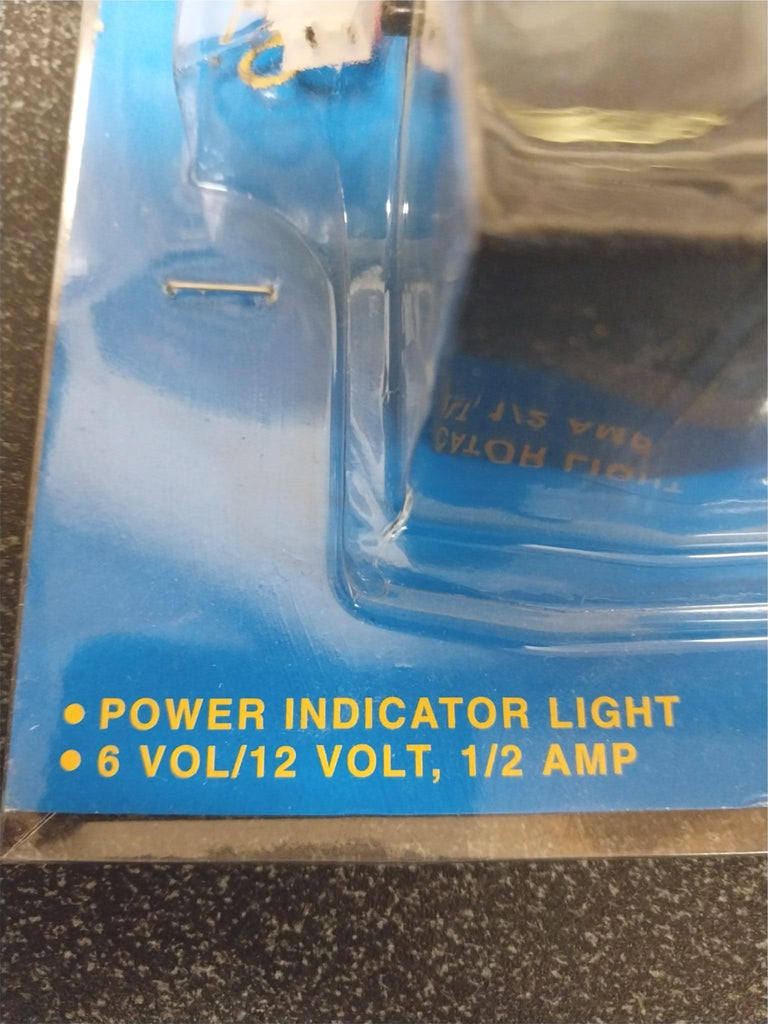 • POWER INDICATOR LIGHT
• 6 VOL/12 VOLT, 1/2 AMP